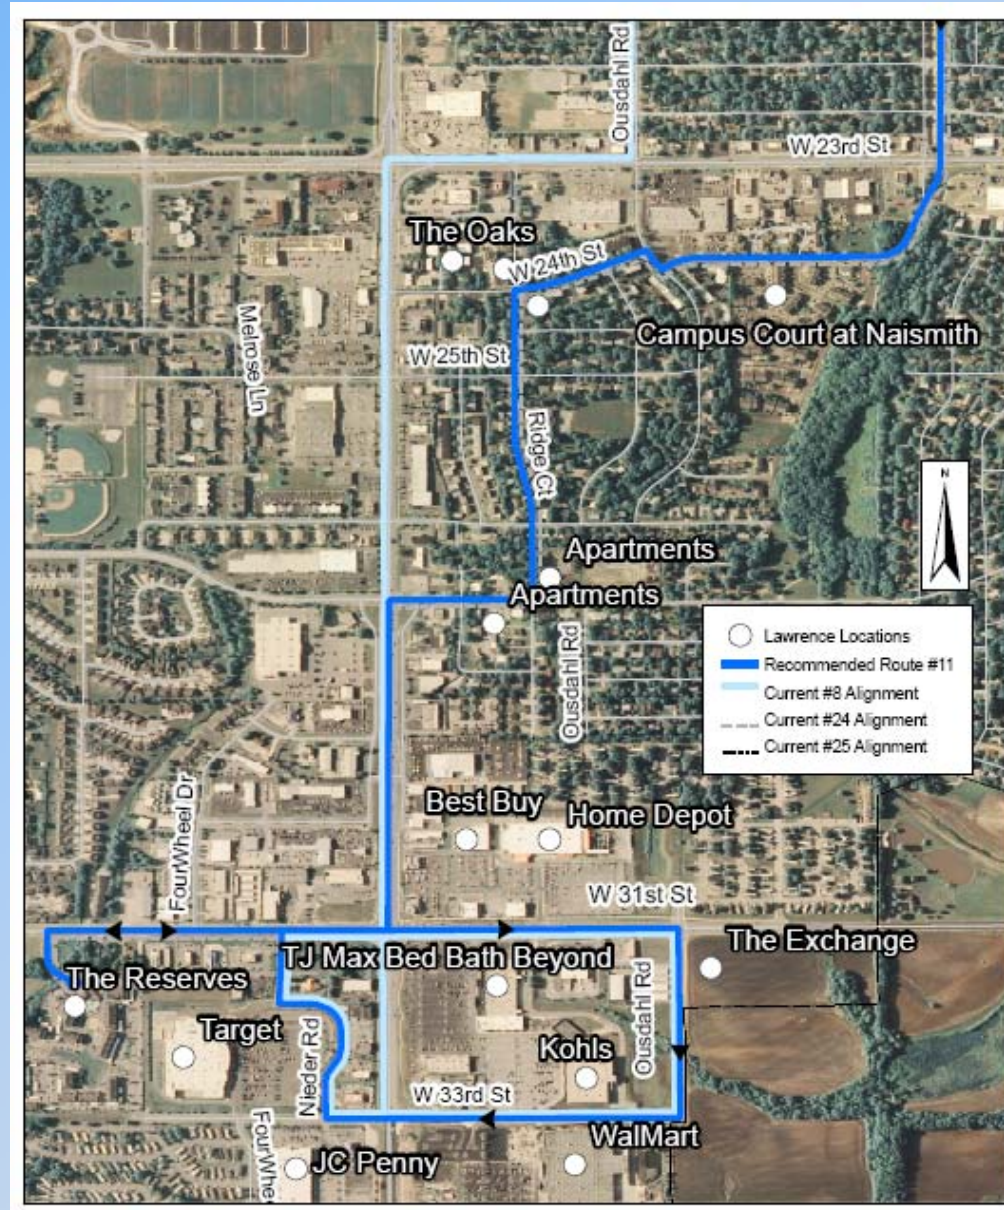 Ousdahl Rd
W 23rd St
The Oaks
W 24th St
Campus Court at Naismith
Melrose Ln
W 25th St
Ridge Ct
N
Apartments
Apartments
Lawrence Locations
Recommended Route #11
Current #8 Alignment
Current #24 Alignment
Current #25 Alignment
Ousdahl Rd
FourWheel Dr
Best Buy
Home Depot
W 31st St
The Exchange
TJ Max Bed Bath Beyond
The Reserves
Ousdahl Rd
Target
Nieder Rd
Kohls
W 33rd St
WalMart
FourWhe
JC Penny